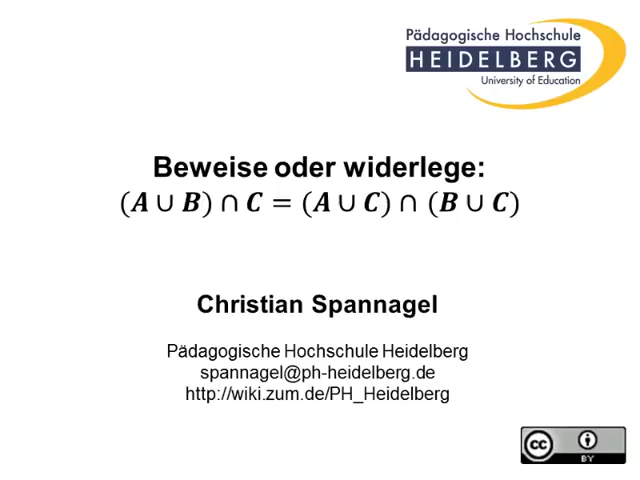 Pädagogische Hochschule
HEIDELBERG
University of Education
Beweise oder widerlege:
(A ∪ B) ∩ C = (A ∪ C) ∩ (B ∪ C)
Christian Spannagel
Pädagogische Hochschule Heidelberg
spannagel@ph-heidelberg.de
http://wiki.zum.de/PH_Heidelberg
cc
BY